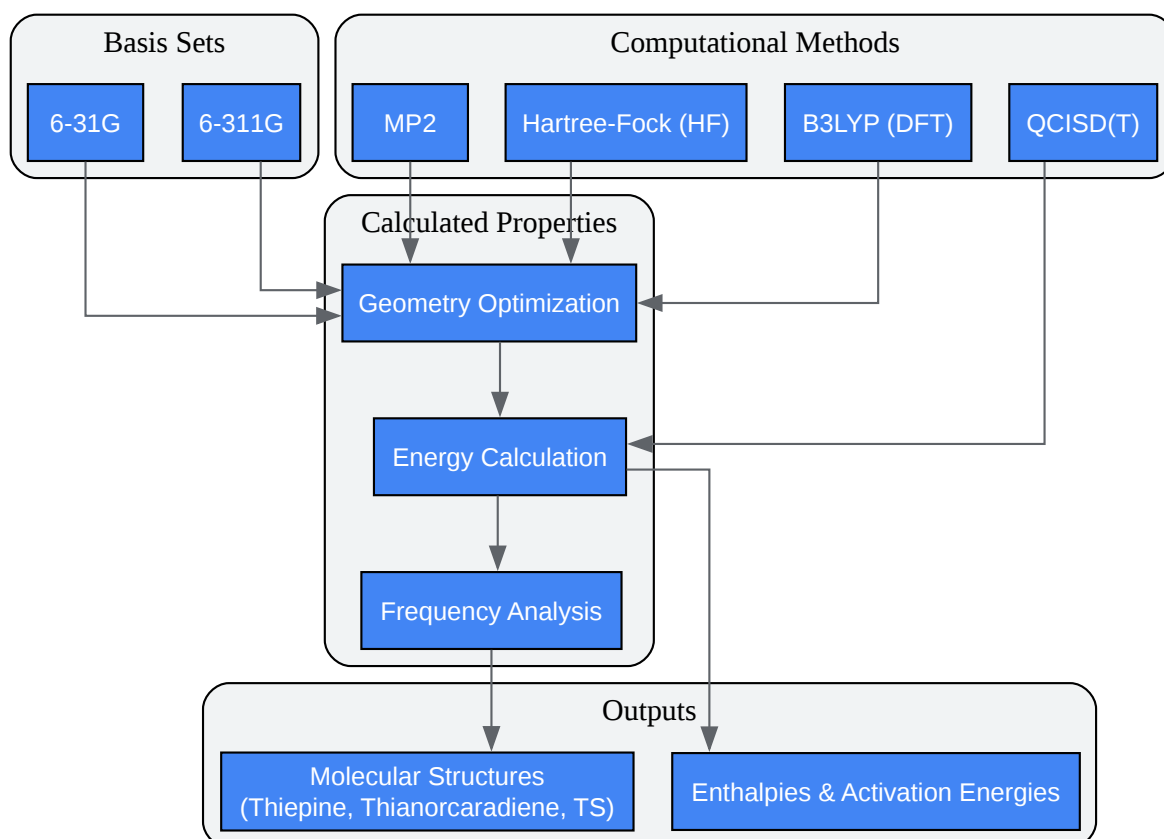 Basis Sets
Computational Methods
6-31G
6-311G
MP2
Hartree-Fock (HF)
B3LYP (DFT)
QCISD(T)
Calculated Properties
Geometry Optimization
Energy Calculation
Frequency Analysis
Outputs
Molecular Structures
(Thiepine, Thianorcaradiene, TS)
Enthalpies & Activation Energies